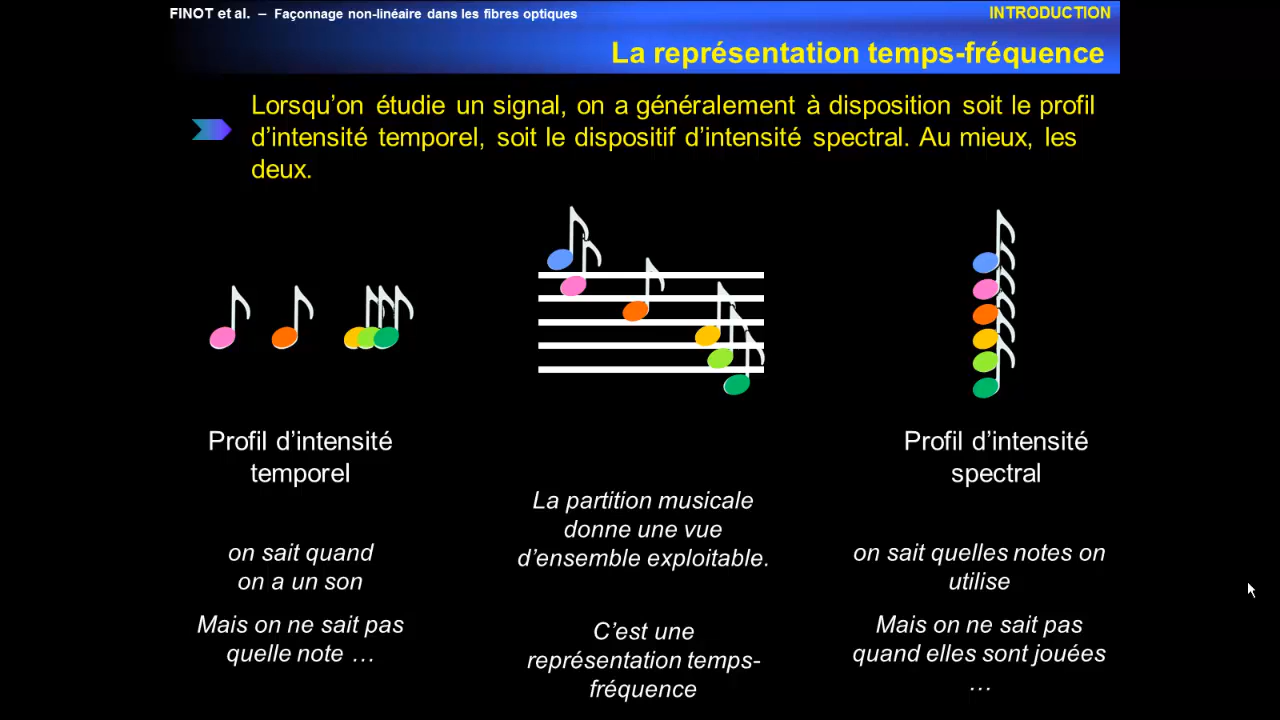 FINOT et al. – Façonnage non-linéaire dans les fibres optiques
INTRODUCTION
La représentation temps-fréquence
Lorsqu’on étudie un signal, on a généralement à disposition soit le profil
d’intensité temporel, soit le dispositif d’intensité spectral. Au mieux, les
deux.
Profil d’intensité
temporel
on sait quand
on a un son
Mais on ne sait pas
quelle note …
La partition musicale
donne une vue
d’ensemble exploitable.
C’est une
représentation temps-
fréquence
Profil d’intensité
spectral
on sait quelles notes on
utilise
Mais on ne sait pas
quand elles sont jouées
…